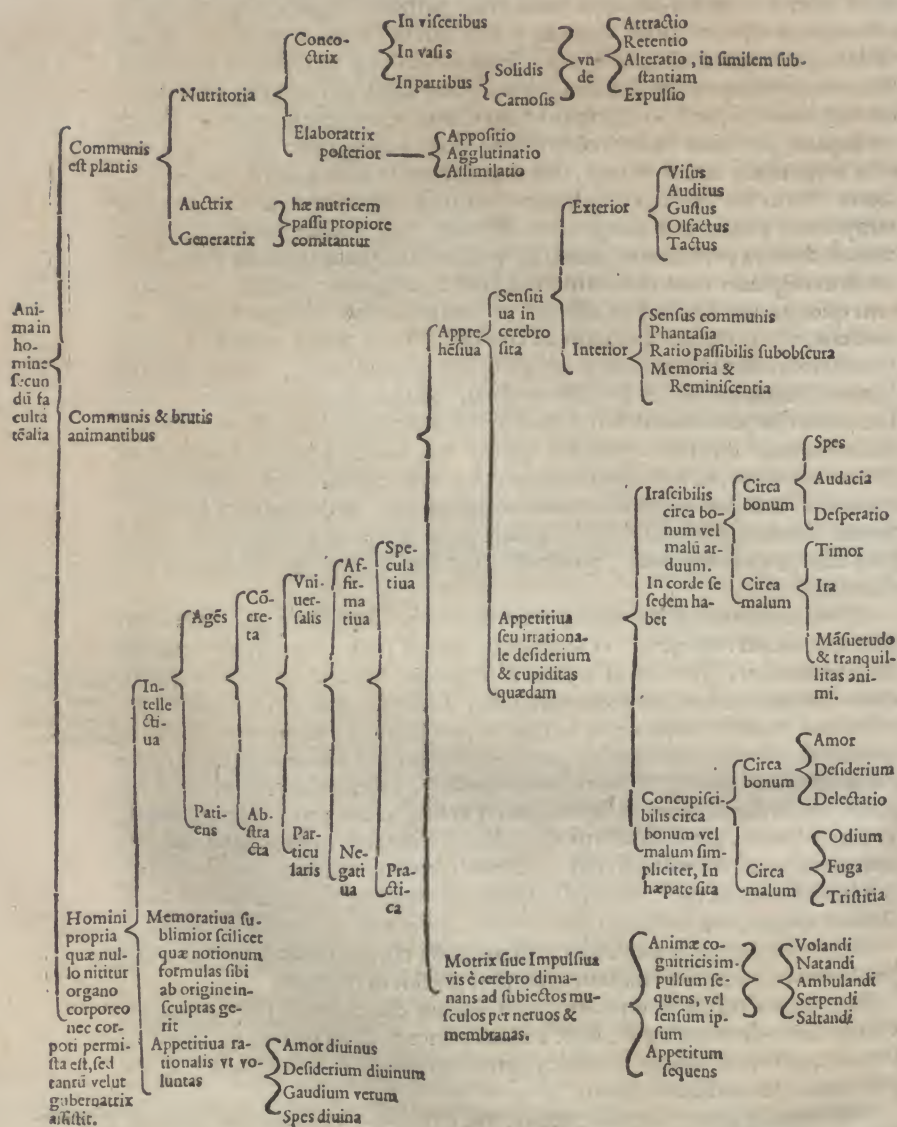 Ani-
ma in
ho-
mine
ſecun
dũ fa
culta
tẽ alia
Communis
eſt plantis
Nutritoria
Conco-
ctrix
In viſceribus
In vaſis
In partibus
Solidis
Carnoſis
vn
de
Attractio
Retentio
Alteratio, in ſimilem ſub-
ſtantiam
Expulſio
Elaboratrix
poſterior
Appoſitio
Agglutinatio
Aſſimilatio
Auctrix
Generatrix
hæ nutricem
paſſu propiore
comitantur
Communis & brutis
animantibus
Appre
hẽſiua
Senſiti
ua in
cerebro
ſita
Exterior
Viſus
Auditus
Guſtus
Olfactus
Tactus
Interior
Senſus communis
Phantaſia
Ratio paſſibilis ſubobſcura
Memoria &
Reminiſcentia
Appetitiua
ſeu irrationa-
le deſiderium
& cupiditas
quædam
Iraſcibilis
circa bo-
num vel
malũ ar-
duum.
In corde ſe
ſedem ha-
bet
Circa
bonum
Spes
Audacia
Deſperatio
Circa
malum
Timor
Ira
Mãſuetudo
& tranquil-
litas ani-
mi.
Concupiſci-
bilis circa
bonum vel
malum ſim-
pliciter, In
hæpate ſita
Circa
bonum
Amor
Deſiderium
Delectatio
Circa
malum
Odium
Fuga
Triſtitia
Motrix ſiue Impulſiua
vis è cerebro dima-
nans ad ſubiectos mu-
ſculos per neruos &
membranas.
Animæ co-
gnitricis im-
pulſum ſe-
quens, vel
ſenſum ip-
ſum
Appetitum
ſequens
Volandi
Natandi
Ambulandi
Serpendi
Saltandi
Homini
propria
quæ nul-
lo nititur
organo
corporeo
nec cor-
pori permi-
ſta eſt, ſed
tantũ velut
gubernatrix
aſſiſtit.
In-
telle
cti-
ua
Agẽs
Pati-
ens
Cõ-
cre-
ta
Ab-
ſtra
cta
Vni-
uer-
ſalis
Par-
ticu
laris
Af-
fir-
ma
tiua
Ne-
gati
ua
Spe-
cula
tiua
Pra-
cti-
ca
Memoratiua ſu-
blimior ſcilicet
quæ notionum
formulas ſibi
ab origine in-
ſculptas ge-
rit
Appetitiua ra-
tionalis vt vo-
luntas
Amor diuinus
Deſiderium diuinum
Gaudium verum
Spes diuina